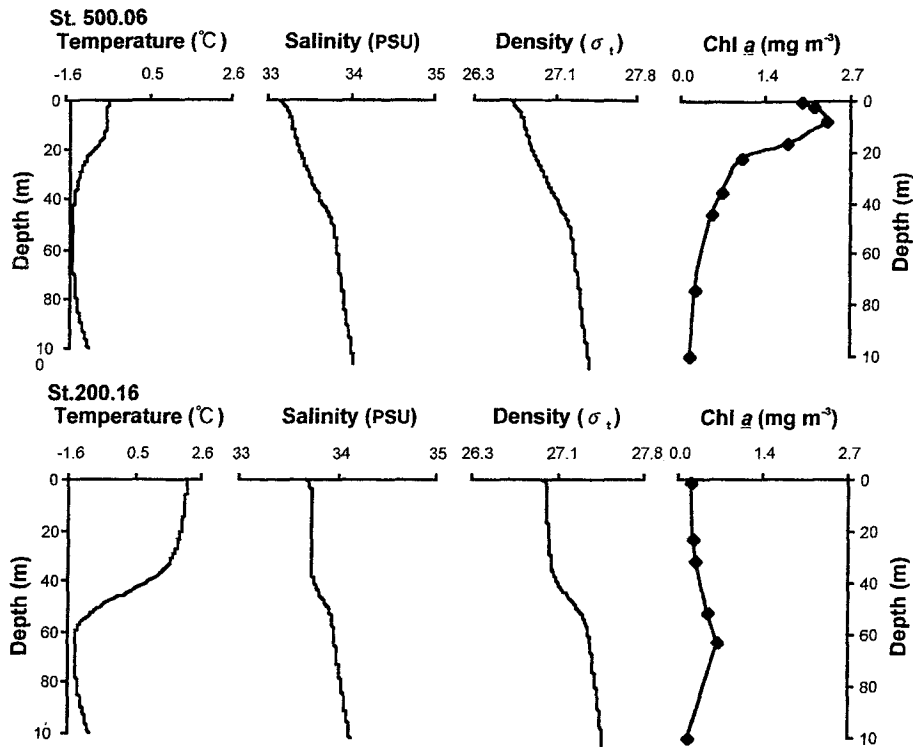 St. 500.06
Temperature (℃) Salinity (PSU) Density (σ t) Chl a (mg m-3)
-1.6 0.5 2.6 33 34 35 26.3 27.1 27.8 0.0 1.4 2.7
0 0
20 20
40 40
60 60
80 80
10 100
0
Depth (m) Depth (m)
St.200.16
Temperature (℃) Salinity (PSU) Density (σ t) Chl a (mg m-3)
-1.6 0.5 2.6 33 34 35 26.3 27.1 27.8 0.0 1.4 2.7
0 0
20 20
40 40
60 60
80 80
10 100
Depth (m) Depth (m)